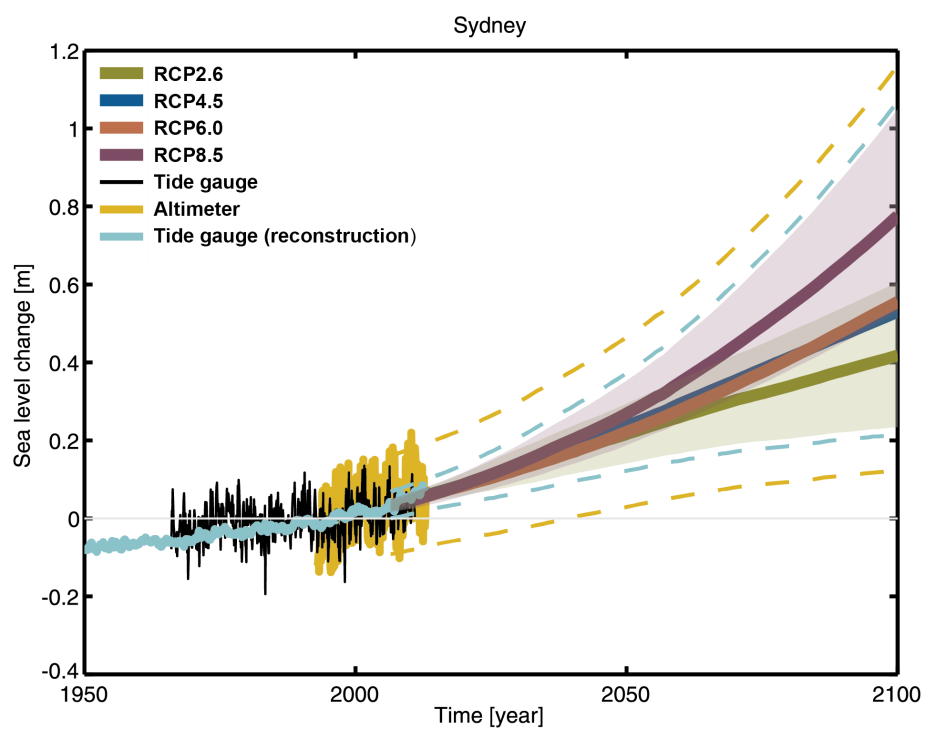 Sydney
1.2
1
0.8
0.6
0.4
0.2
0
-0.2
-0.4
Sea level change [m]
RCP2.6
RCP4.5
RCP6.0
RCP8.5
Tide gauge
Altimeter
Tide gauge (reconstruction)
1950
2000
2050
2100
Time [year]